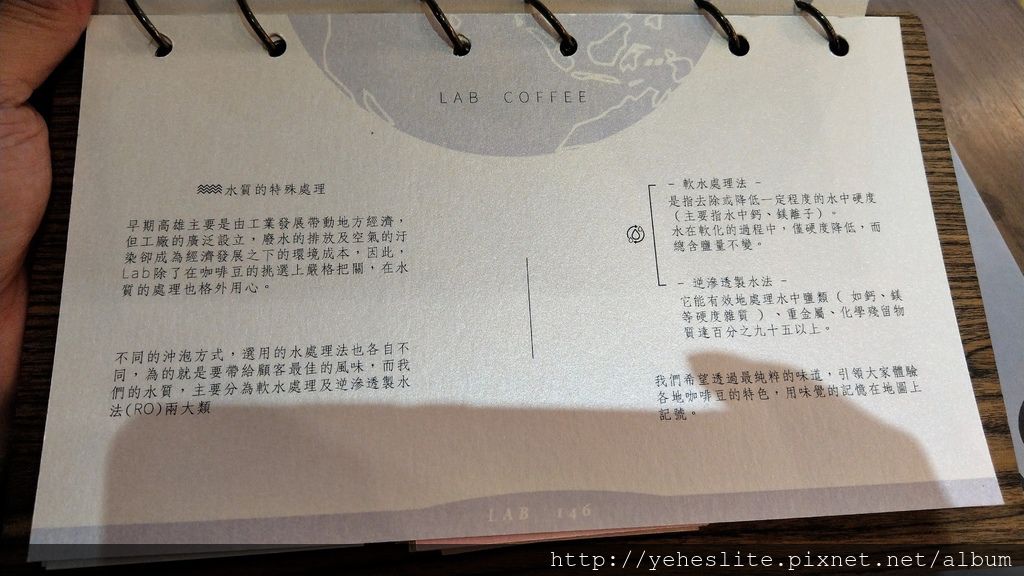 LAB COFFEE
水質的特殊處理
早期高雄主要是由工業發展帶動地方經濟，
但工廠的廣泛設立，廢水的排放及空氣的汙
染卻成為經濟發展之下的環境成本，因此，
Lab除了在咖啡豆的挑選上嚴格把關，在水
質的處理也格外用心。
不同的沖泡方式，選用的水處理法也各自不
同，為的就是要帶給顧客最佳的風味，而我
們的水質，主要分為軟水處理及逆滲透製水
法(RO)兩大類
- 軟水處理法 -
是指去除或降低一定程度的水中硬度
（主要指水中鈣、鎂離子）。
水在軟化的過程中，僅硬度降低，而
總含鹽量不變。
- 逆滲透製水法 -
它能有效地處理水中鹽類（如鈣、鎂
等硬度雜質）、重金屬、化學殘留物
質達百分之九十五以上。
我們希望透過最純粹的味道，引領大家體驗
各地咖啡豆的特色，用味覺的記憶在地圖上
記號。
LAB 146
http://yeheslite.pixnet.net/album